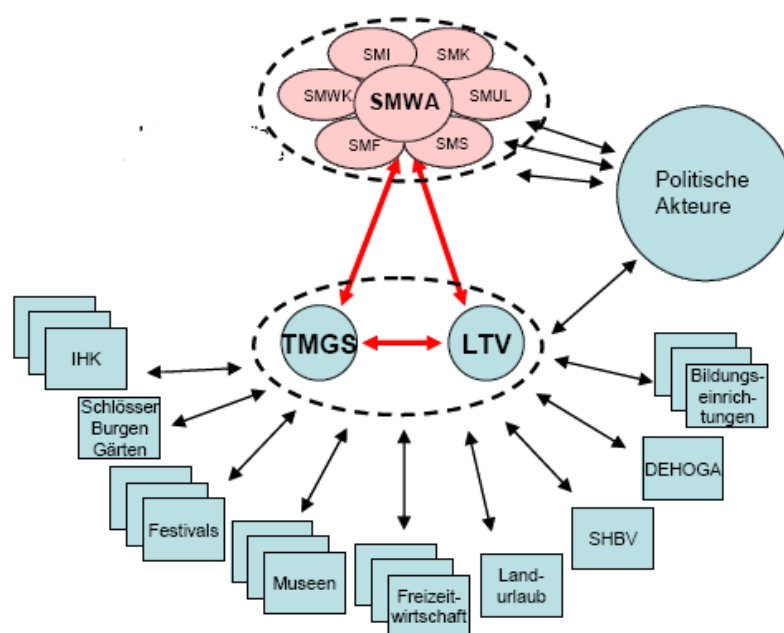 SMI
SMK
SMWK
SMWA
SMUL
SMF
SMS
Politische
Akteure
TMGS
LTV
IHK
Schlösser
Burgen
Gärten
Festivals
Museen
Freizeit-
wirtschaft
Land-
urlaub
SHBV
DEHOGA
Bildungs-
einrich-
tungen